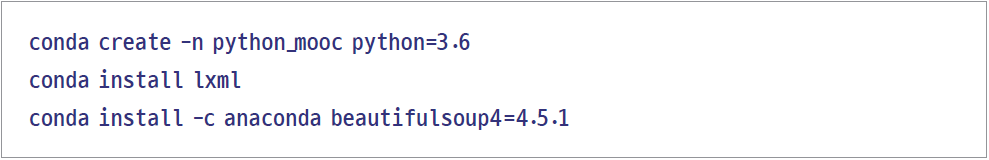 conda create -n python_mooc python=3.6
conda install lxml
conda install -c anaconda beautifulsoup4=4.5.1